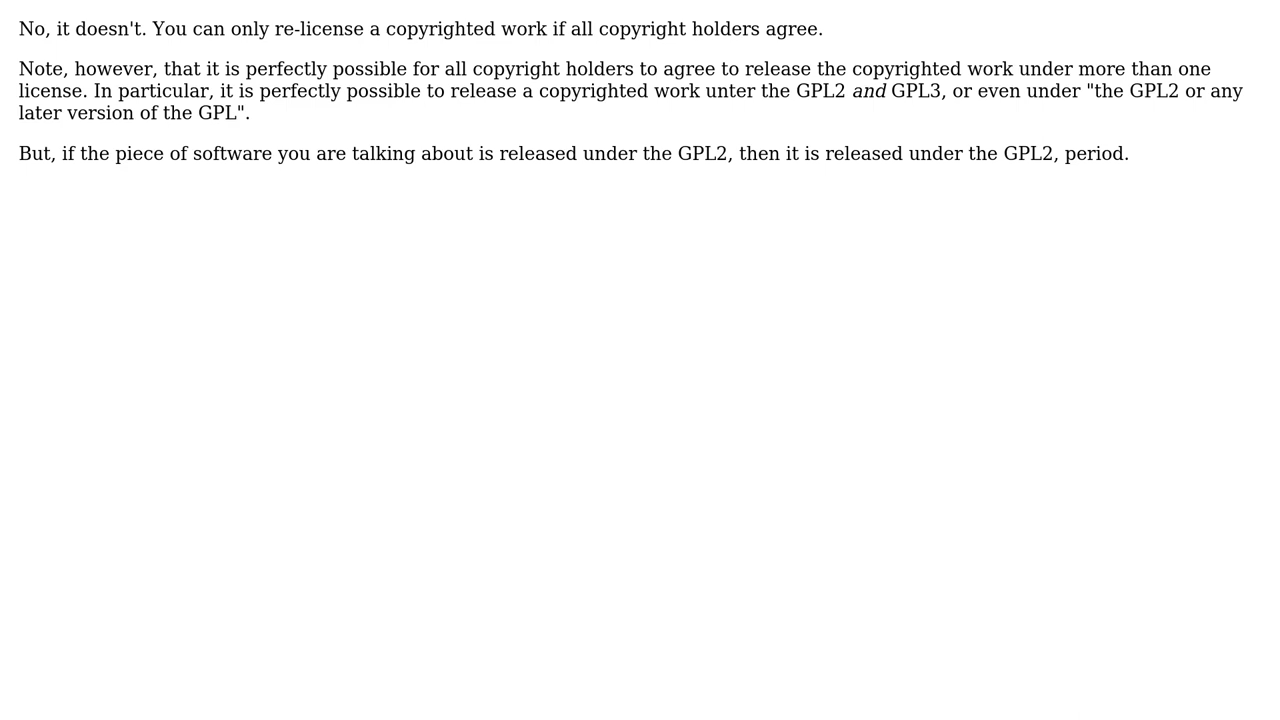 No, it doesn't. You can only re-license a copyrighted work if all copyright holders agree.
Note, however, that it is perfectly possible for all copyright holders to agree to release the copyrighted work under more than one
license. In particular, it is perfectly possible to release a copyrighted work unter the GPL2 and GPL3, or even under "the GPL2 or any
later version of the GPL".
But, if the piece of software you are talking about is released under the GPL2, then it is released under the GPL2, period.